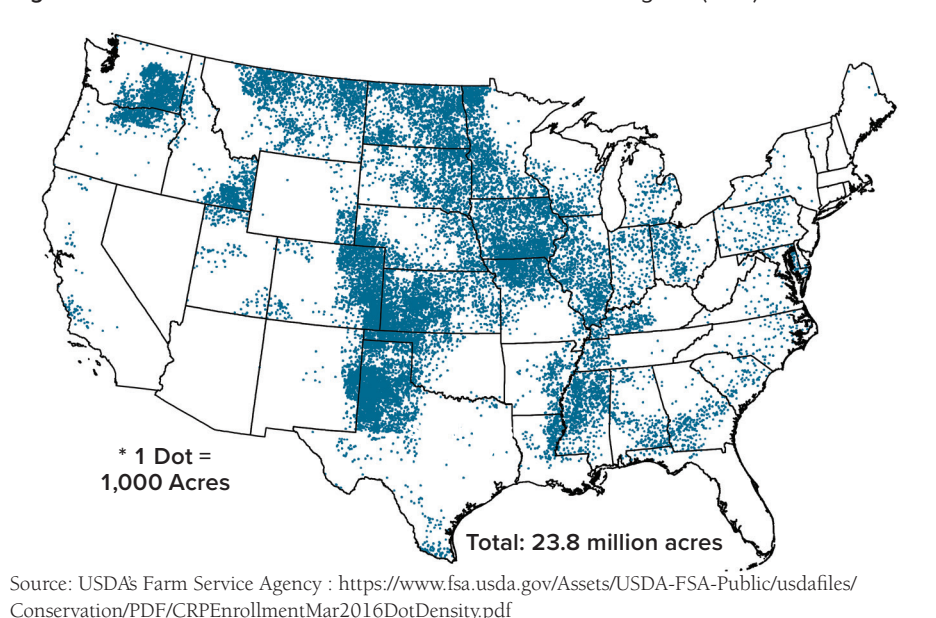 * 1 Dot =
1,000 Acres
Total: 23.8 million acres
Source: USDA's Farm Service Agency : https://www.fsa.usda.gov/Assets/USDA-FSA-Public/usdafiles/
Conservation/PDF/CRPEnrollmentMar2016DotDensity.pdf